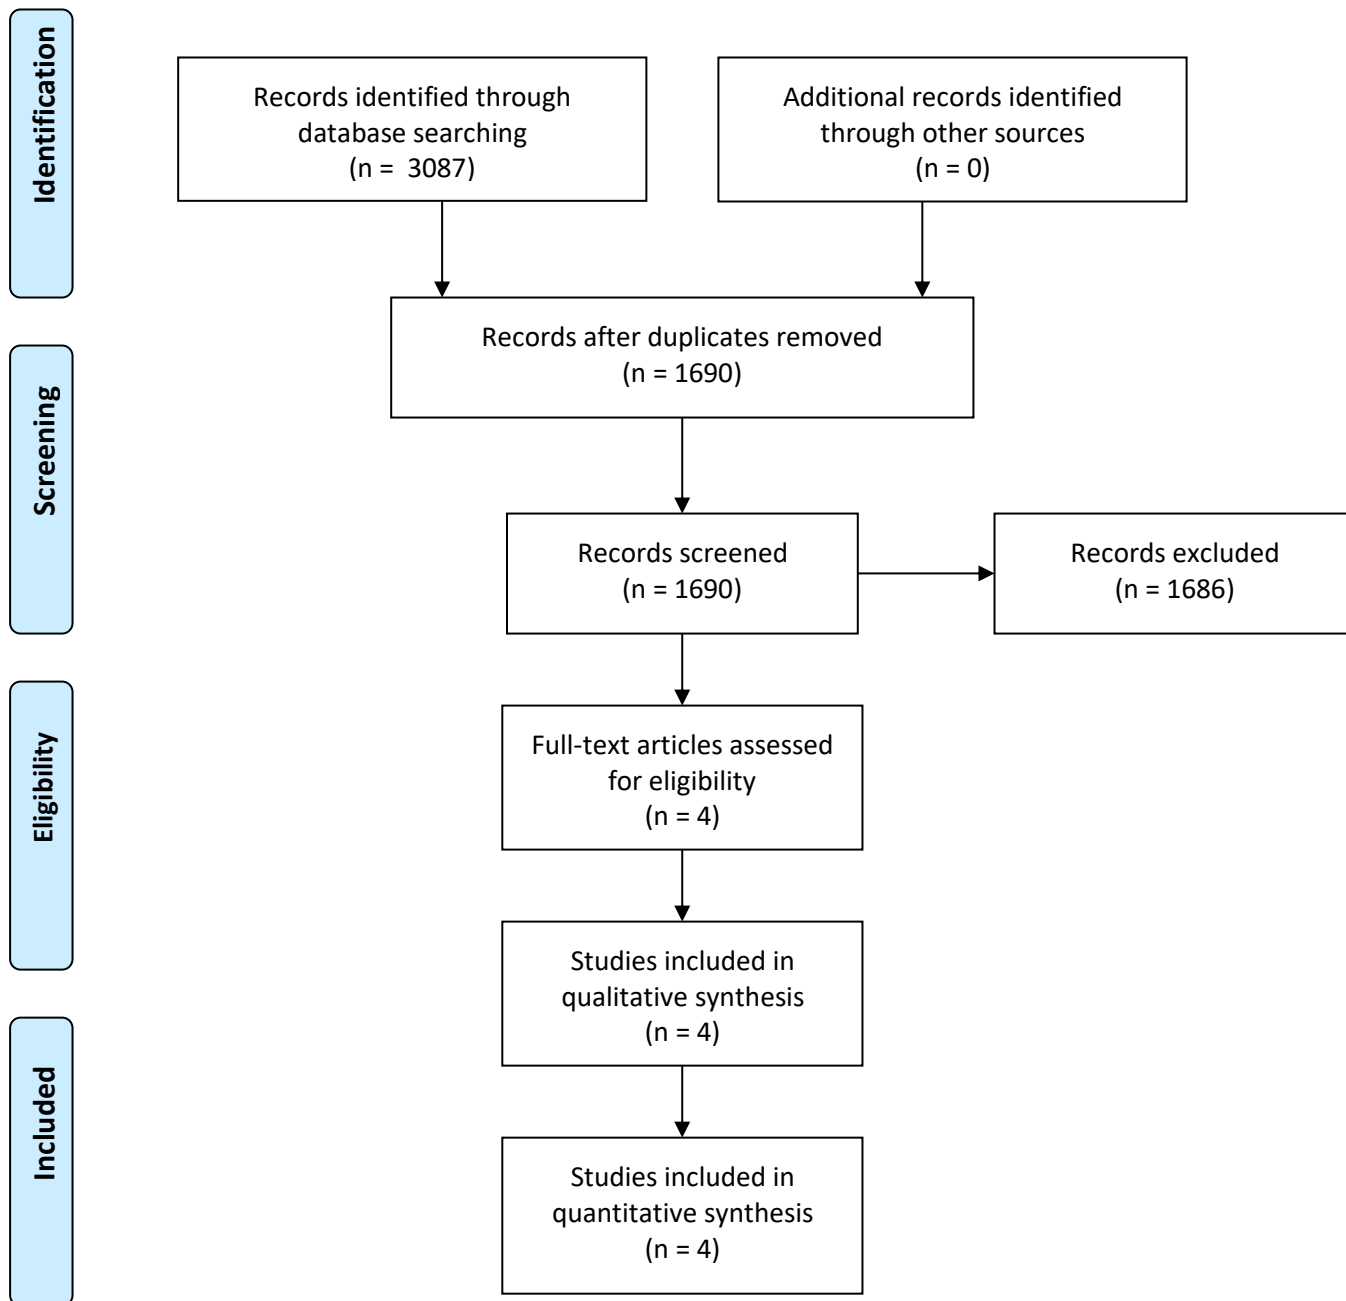 Identification
Records identified through
database searching
(n =  3087)
Additional records identified
through other sources
(n = 0)
Records after duplicates removed
(n = 1690)
Screening
Records screened
(n = 1690)
Records excluded
(n = 1686)
Eligibility
Full-text articles assessed
for eligibility
(n = 4)
Studies included in
qualitative synthesis
(n = 4)
Included
Studies included in
quantitative synthesis
(n = 4)